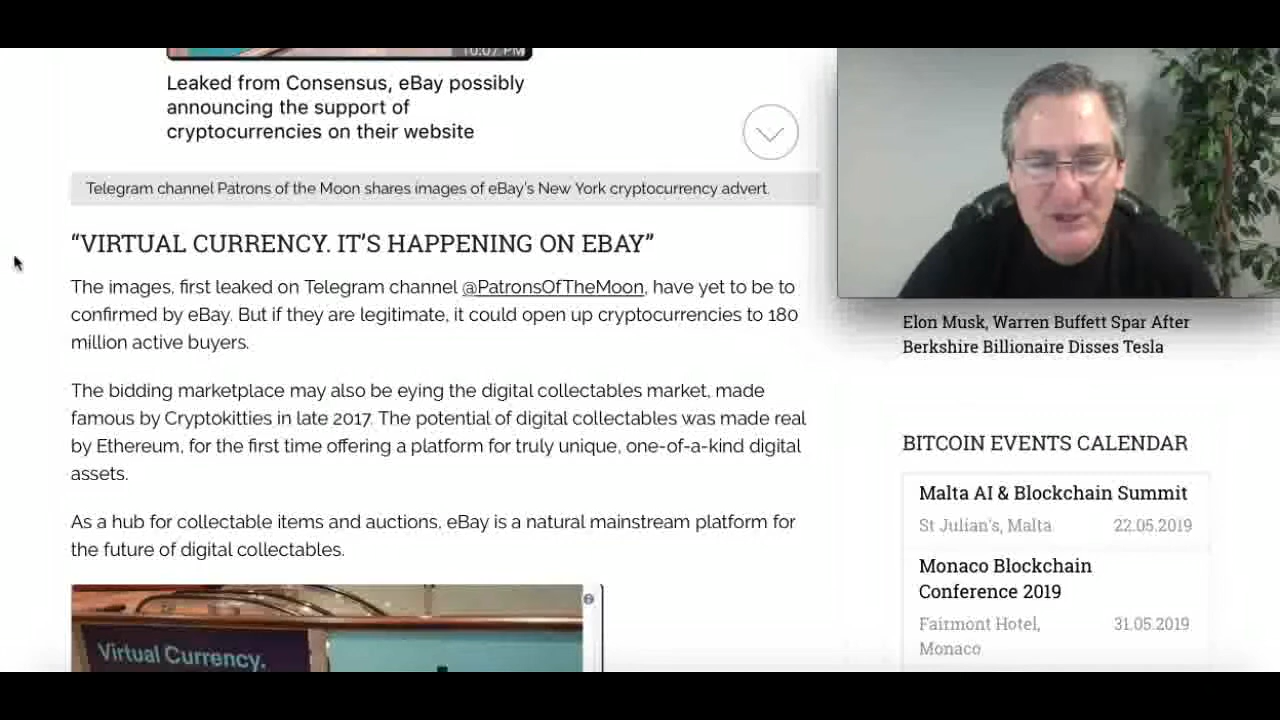 10:07 PM
Leaked from Consensus, eBay possibly
announcing the support of
cryptocurrencies on their website
Telegram channel Patrons of the Moon shares images of eBay's New York cryptocurrency advert.
“VIRTUAL CURRENCY. IT’S HAPPENING ON EBAY”
The images, first leaked on Telegram channel @PatronsOfTheMoon, have yet to be to
confirmed by eBay. But if they are legitimate, it could open up cryptocurrencies to 180
million active buyers.
The bidding marketplace may also be eying the digital collectables market, made
famous by Cryptokitties in late 2017. The potential of digital collectables was made real
by Ethereum, for the first time offering a platform for truly unique, one-of-a-kind digital
assets.
As a hub for collectable items and auctions, eBay is a natural mainstream platform for
the future of digital collectables.
Virtual Currency.
Elon Musk, Warren Buffett Spar After
Berkshire Billionaire Disses Tesla
BITCOIN EVENTS CALENDAR
Malta AI & Blockchain Summit
St Julian's, Malta 22.05.2019
Monaco Blockchain
Conference 2019
Fairmont Hotel, 31.05.2019
Monaco